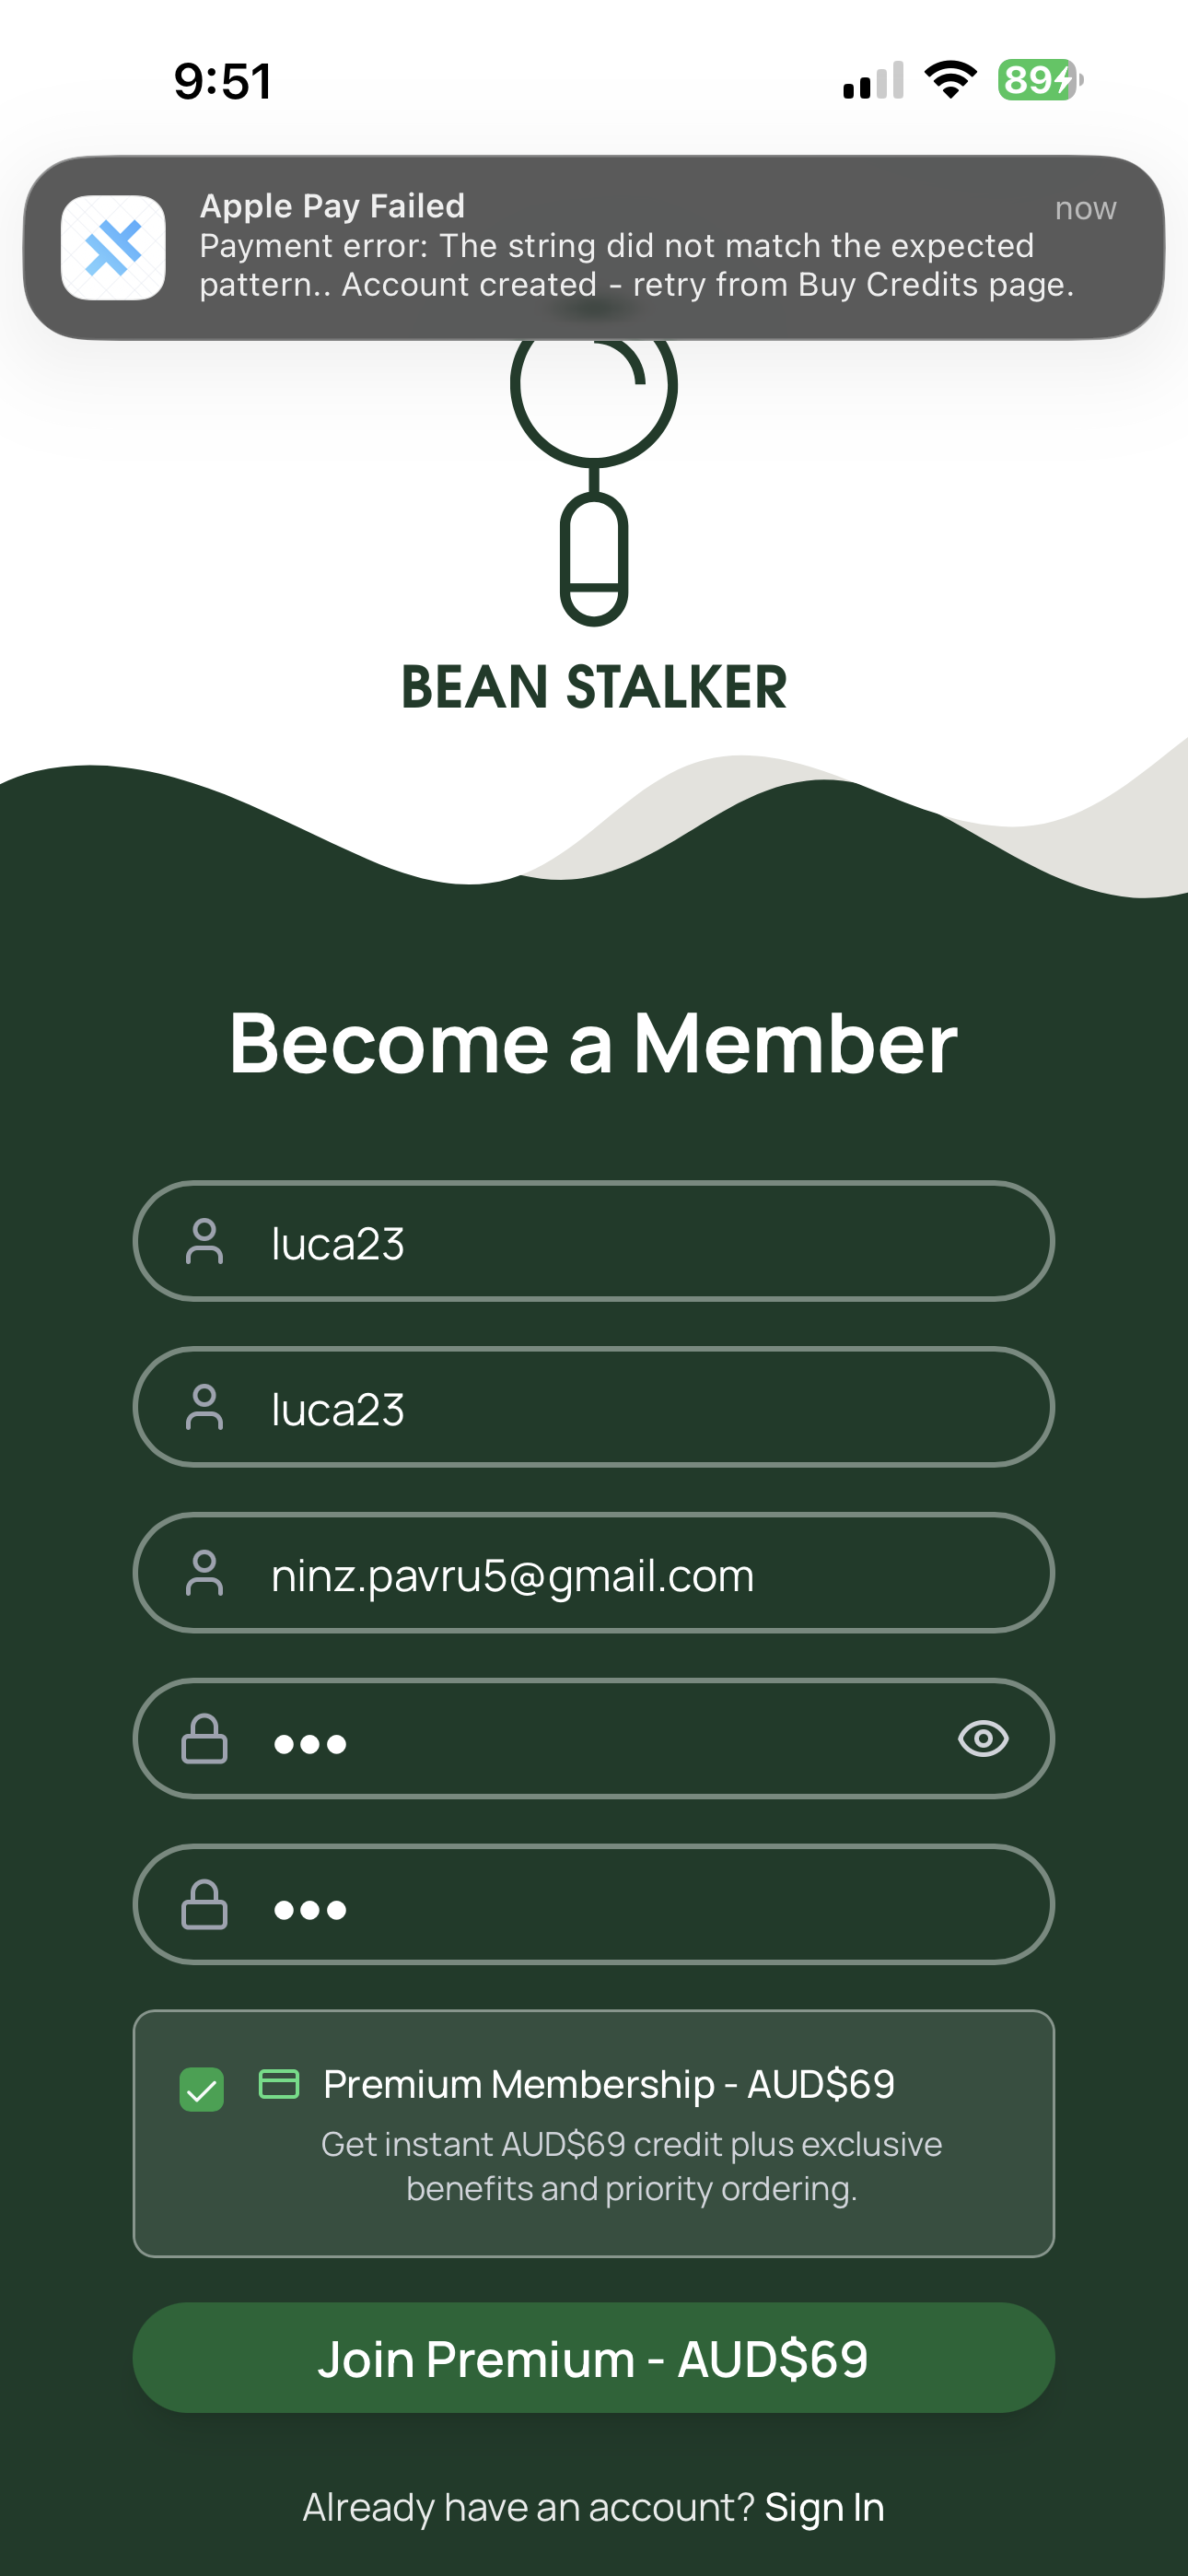 9:51
89
Apple Pay Failed
now
Payment error: The string did not match the expected
pattern.. Account created - retry from Buy Credits page.
BEAN STALKER
Become a Member
luca23
luca23
ninz.pavru5@gmail.com
•••
•••
Premium Membership - AUD$69
Get instant AUD$69 credit plus exclusive
benefits and priority ordering.
Join Premium - AUD$69
Already have an account? Sign In